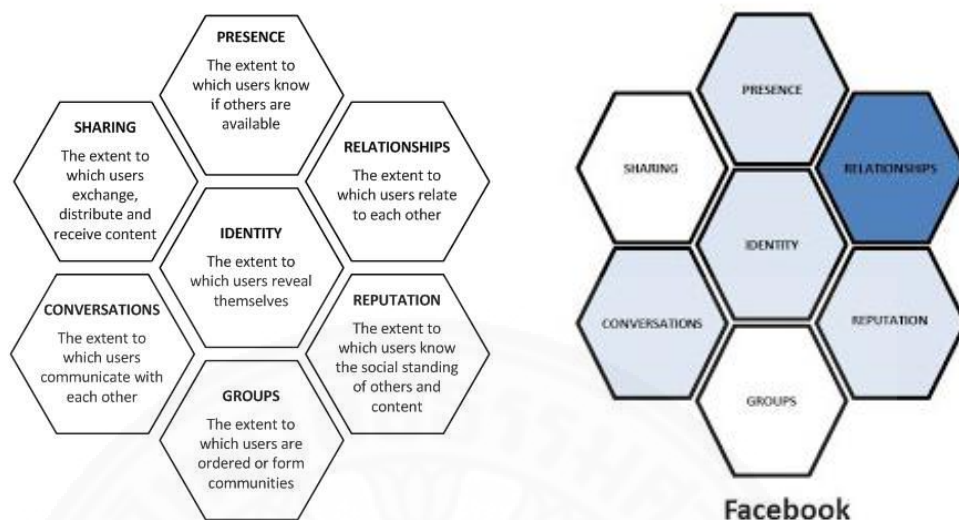 PRESENCE
The extent to
which users know
if others are
available
SHARING
The extent to
which users
exchange,
distribute and
receive content
RELATIONSHIPS
The extent to
which users relate
to each other
IDENTITY
The extent to
which users reveal
themselves
CONVERSATIONS
The extent to
which users
communicate with
each other
REPUTATION
The extent to
which users know
the social standing
of others and
content
GROUPS
The extent to
which users are
ordered or form
communities
PRESENCE
SHARING
RELATIONSHIPS
IDENTITY
CONVERSATIONS
REPUTATION
GROUPS
Facebook